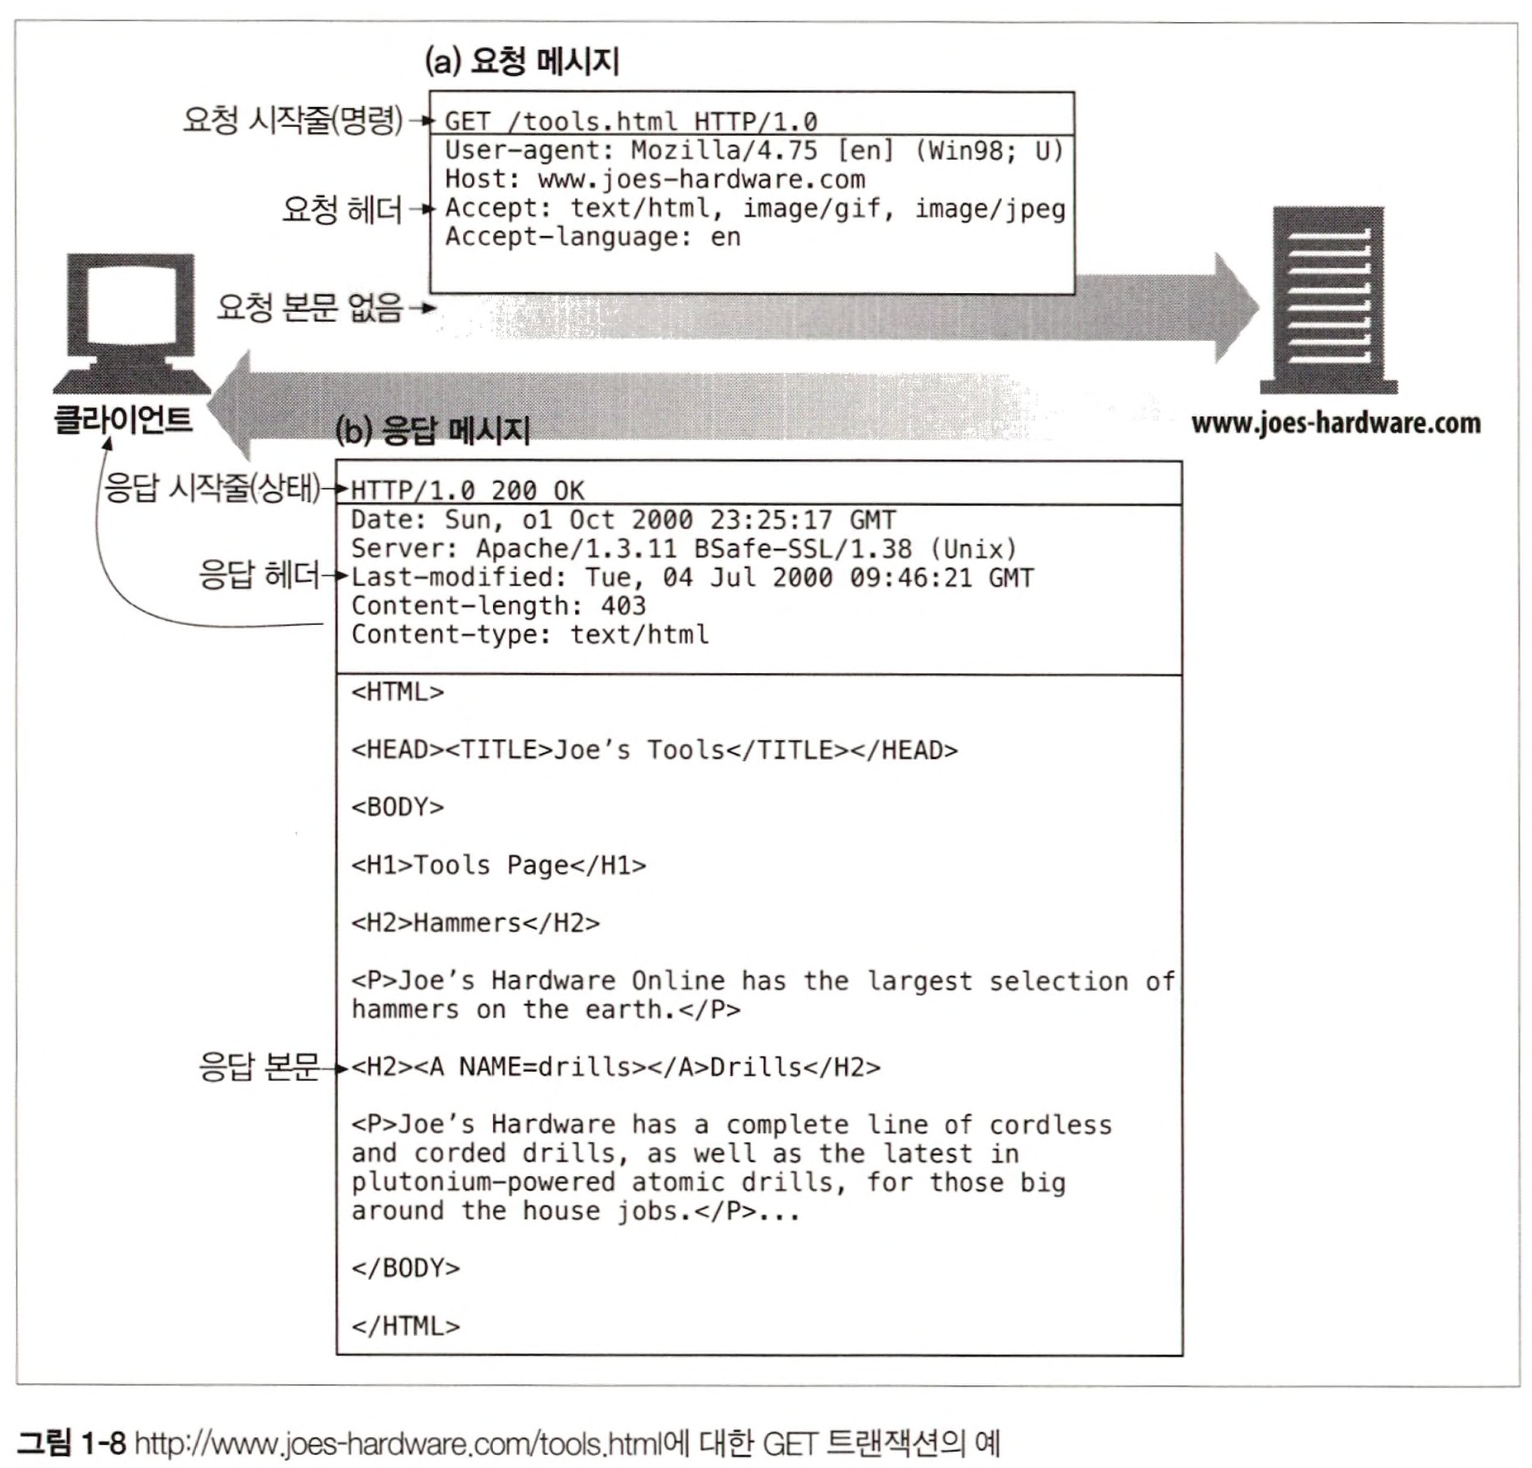 (a) 요청 메시지
요청 시작줄(명령)
GET /tools.html HTTP/1.0
User-agent: Mozilla/4.75 [en] (Win98; U)
Host: www.joes-hardware.com
요청 헤더
Accept: text/html, image/gif, image/jpeg
Accept-language: en
요청 본문 없음
클라이언트
www.joes-hardware.com
(b) 응답 메시지
응답 시작줄(상태)
HTTP/1.0 200 OK
Date: Sun, o1 Oct 2000 23:25:17 GMT
Server: Apache/1.3.11 BSafe-SSL/1.38 (Unix)
응답 헤더
Last-modified: Tue, 04 Jul 2000 09:46:21 GMT
Content-length: 403
Content-type: text/html
<HTML>
<HEAD><TITLE>Joe’s Tools</TITLE></HEAD>
<BODY>
<H1>Tools Page</H1>
<H2>Hammers</H2>
<P>Joe’s Hardware Online has the largest selection of
hammers on the earth.</P>
응답 본문
<H2><A NAME=drills></A>Drills</H2>
<P>Joe’s Hardware has a complete line of cordless
and corded drills, as well as the latest in
plutonium-powered atomic drills, for those big
around the house jobs.</P>...
</BODY>
</HTML>
그림 1-8 http://www.joes-hardware.com/tools.html에 대한 GET 트랜잭션의 예